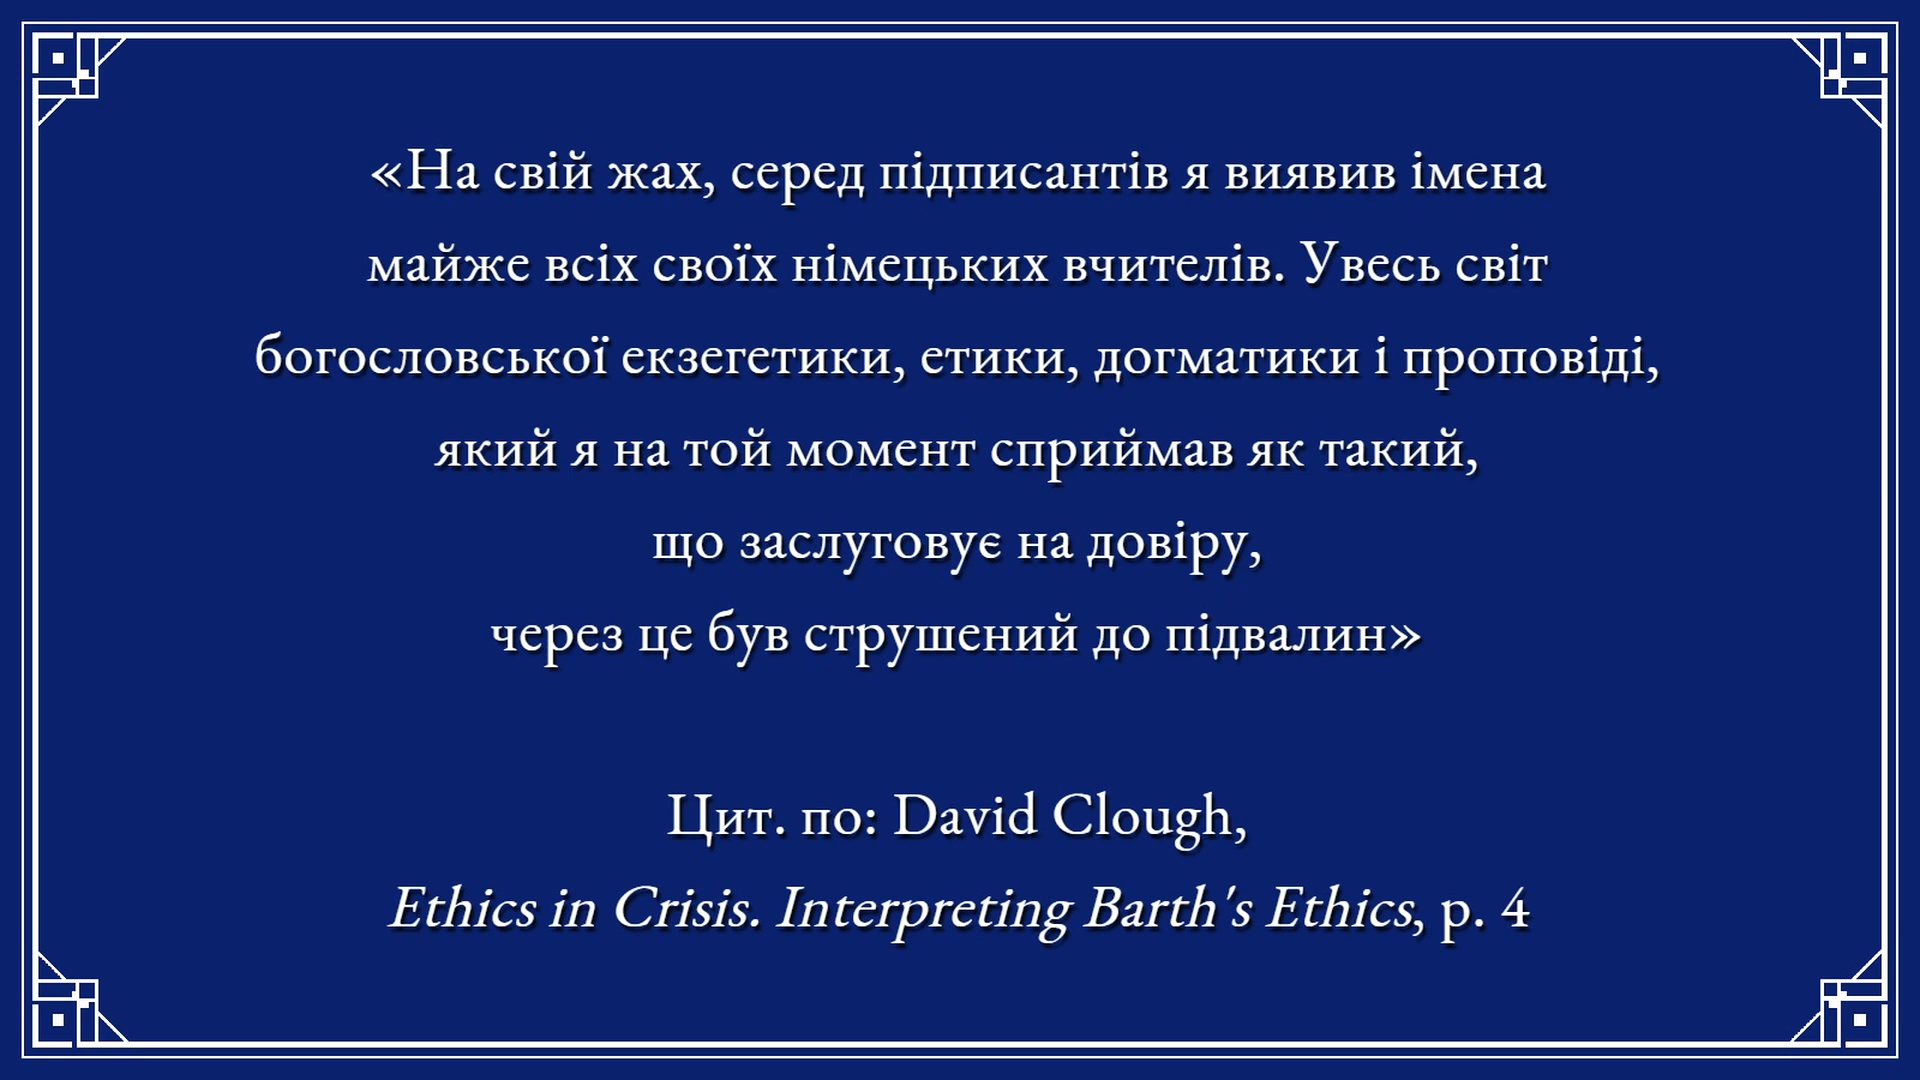 «На свій жах, серед підписантів я виявив імена
майже всіх своїх німецьких вчителів. Увесь світ
богословської екзегетики, етики, догматики і проповіді,
який я на той момент сприймав як такий,
що заслуговує на довіру,
через це був струшений до підвалин»
Цит. по: David Clough,
Ethics in Crisis. Interpreting Barth's Ethics, p. 4